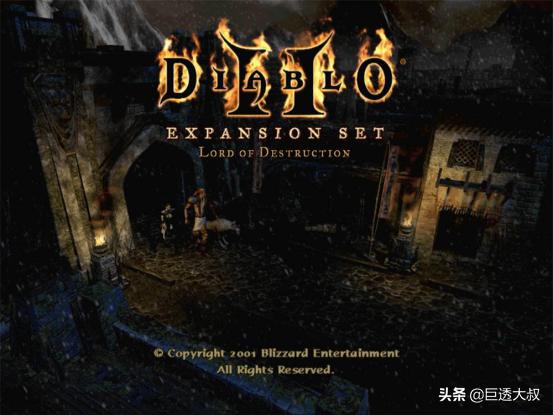 DIABLO II ®
EXPANSION SET
LORD OF DESTRUCTION
© Copyright 2001 Blizzard Entertainment
All Rights Reserved.
头条 @巨透大叔